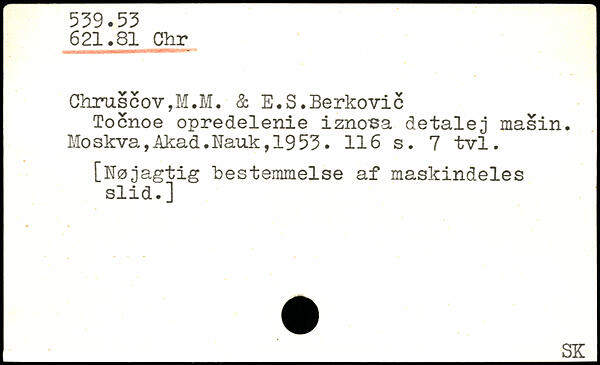 539.53
621.81 Chr
Chruščov,M.M. & E.S.Berkovič
Točnoe opredelenie iznosa detalej mašin.
Moskva,Akad.Nauk,1953. 116 s. 7 tvl.
[Nøjagtig bestemmelse af maskindeles
slid.]
SK